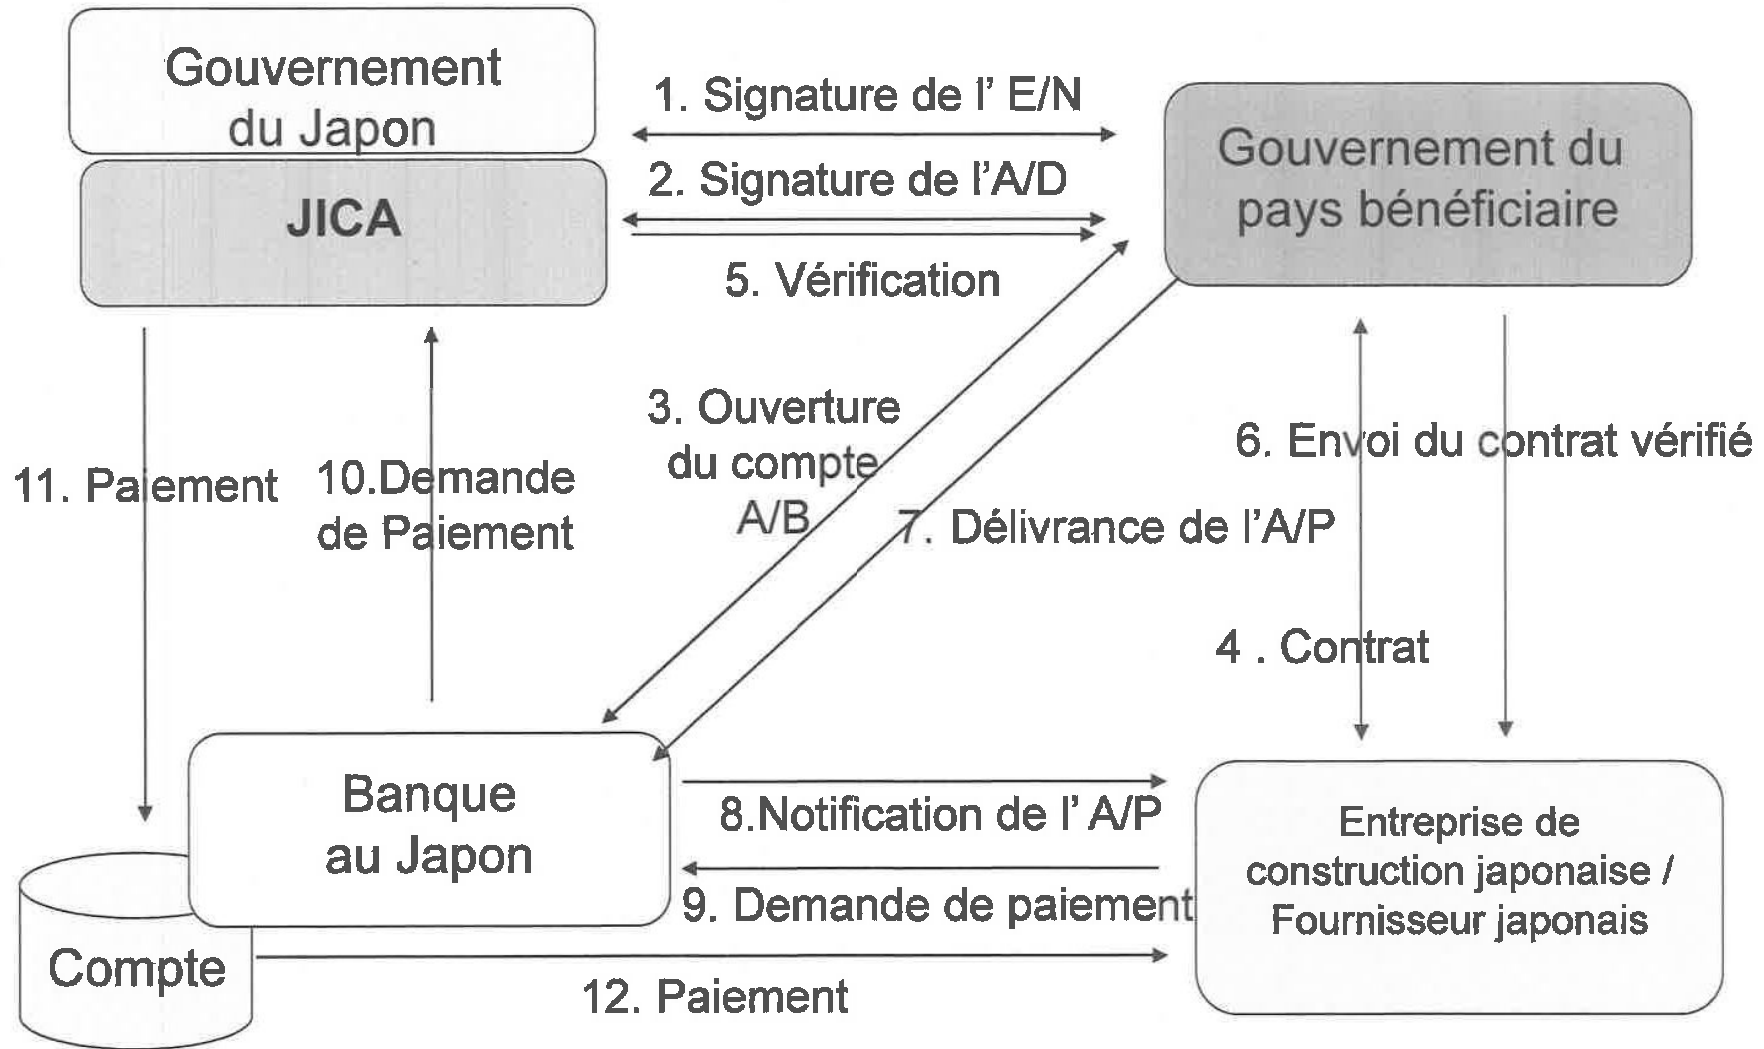 Gouvernement
du Japon
JICA
1. Signature de l' E/N
2. Signature de l'A/D
5. Vérification
Gouvernement du
pays bénéficiaire
3. Ouverture
du compte
A/B
6. Envoi du contrat vérifié
11. Paiement
10.Demande
de Paiement
7. Délivrance de l'A/P
4 . Contrat
Banque
au Japon
8.Notification de l' A/P
9. Demande de paiement
Entreprise de
construction japonaise /
Fournisseur japonais
Compte
12. Paiement